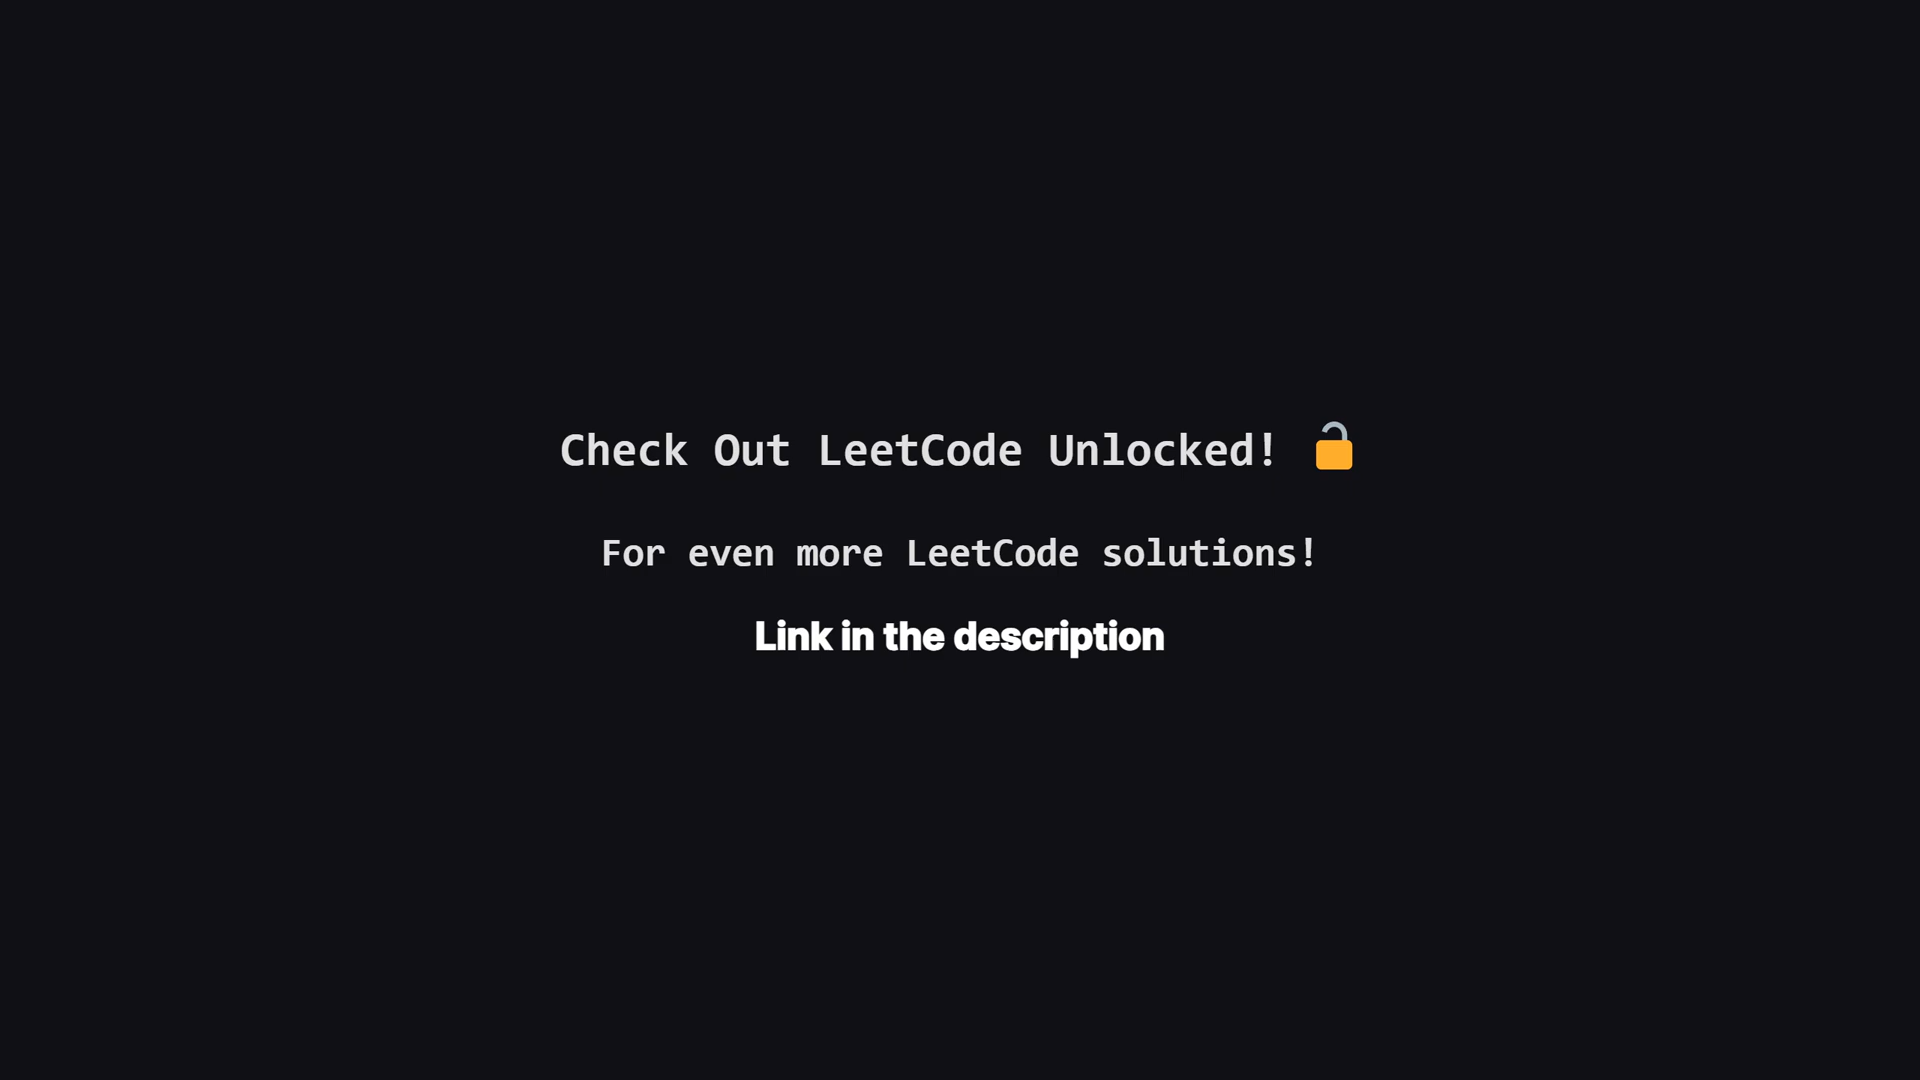 Check Out LeetCode Unlocked! 🔓
For even more LeetCode solutions!
Link in the description